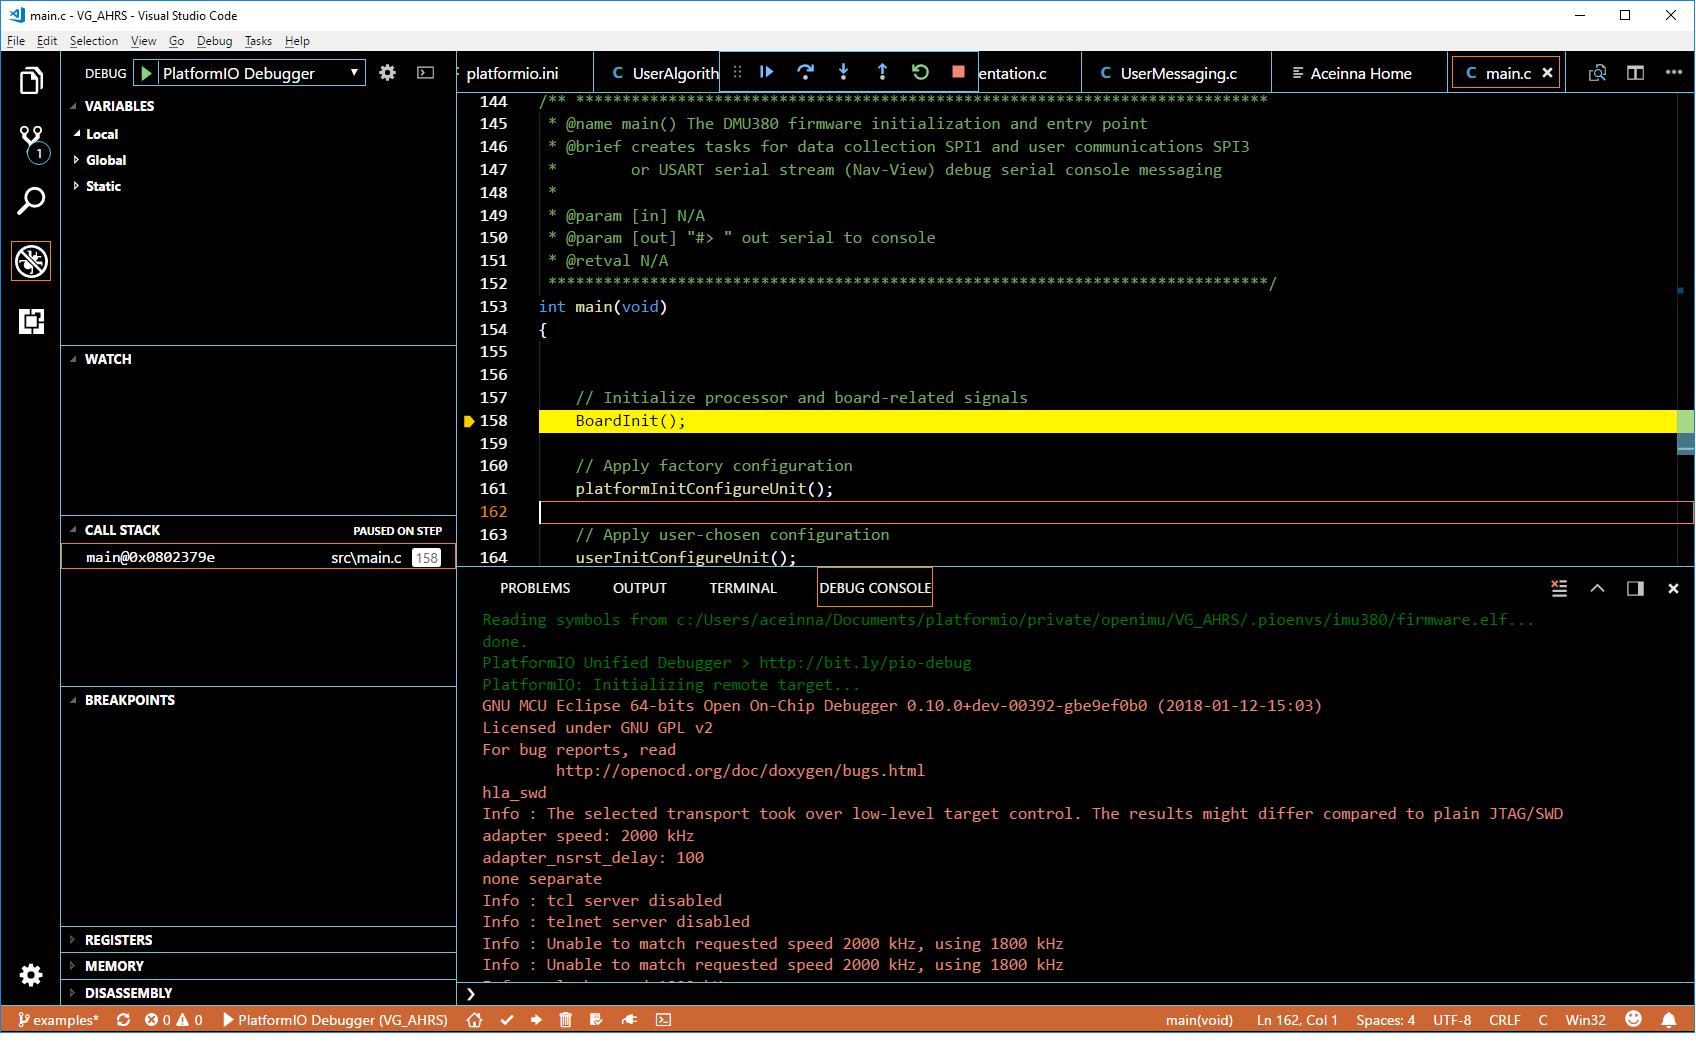 main.c - VG_AHRS - Visual Studio Code
File Edit Selection View Go Debug Tasks Help
DEBUG PlatformIO Debugger
platformio.ini
C UserAlgorith
entation.c
C UserMessaging.c
Aceinna Home
C main.c
1
VARIABLES
Local
Global
Static
WATCH
CALL STACK PAUSED ON STEP
main@0x0802379e src\main.c 158
BREAKPOINTS
REGISTERS
MEMORY
DISASSEMBLY
144 /** ***************************************************************************
145 * @name main() The DMU380 firmware initialization and entry point
146 * @brief creates tasks for data collection SPI1 and user communications SPI3
147 * or USART serial stream (Nav-View) debug serial console messaging
148 *
149 * @param [in] N/A
150 * @param [out] "#> " out serial to console
151 * @retval N/A
152 ******************************************************************************/
153 int main(void)
154 {
155
156
157 // Initialize processor and board-related signals
158 BoardInit();
159
160 // Apply factory configuration
161 platformInitConfigureUnit();
162
163 // Apply user-chosen configuration
164 userInitConfigureUnit();
PROBLEMS OUTPUT TERMINAL DEBUG CONSOLE
Reading symbols from c:/Users/aceinna/Documents/platformio/private/openimu/VG_AHRS/.pioenvs/imu380/firmware.elf...
done.
PlatformIO Unified Debugger > http://bit.ly/pio-debug
PlatformIO: Initializing remote target...
GNU MCU Eclipse 64-bits Open On-Chip Debugger 0.10.0+dev-00392-gbe9ef0b0 (2018-01-12-15:03)
Licensed under GNU GPL v2
For bug reports, read
http://openocd.org/doc/doxygen/bugs.html
hla_swd
Info : The selected transport took over low-level target control. The results might differ compared to plain JTAG/SWD
adapter speed: 2000 kHz
adapter_nsrst_delay: 100
none separate
Info : tcl server disabled
Info : telnet server disabled
Info : Unable to match requested speed 2000 kHz, using 1800 kHz
Info : Unable to match requested speed 2000 kHz, using 1800 kHz
examples* 0 0 PlatformIO Debugger (VG_AHRS) main(void) Ln 162, Col 1 Spaces: 4 UTF-8 CRLF C Win32